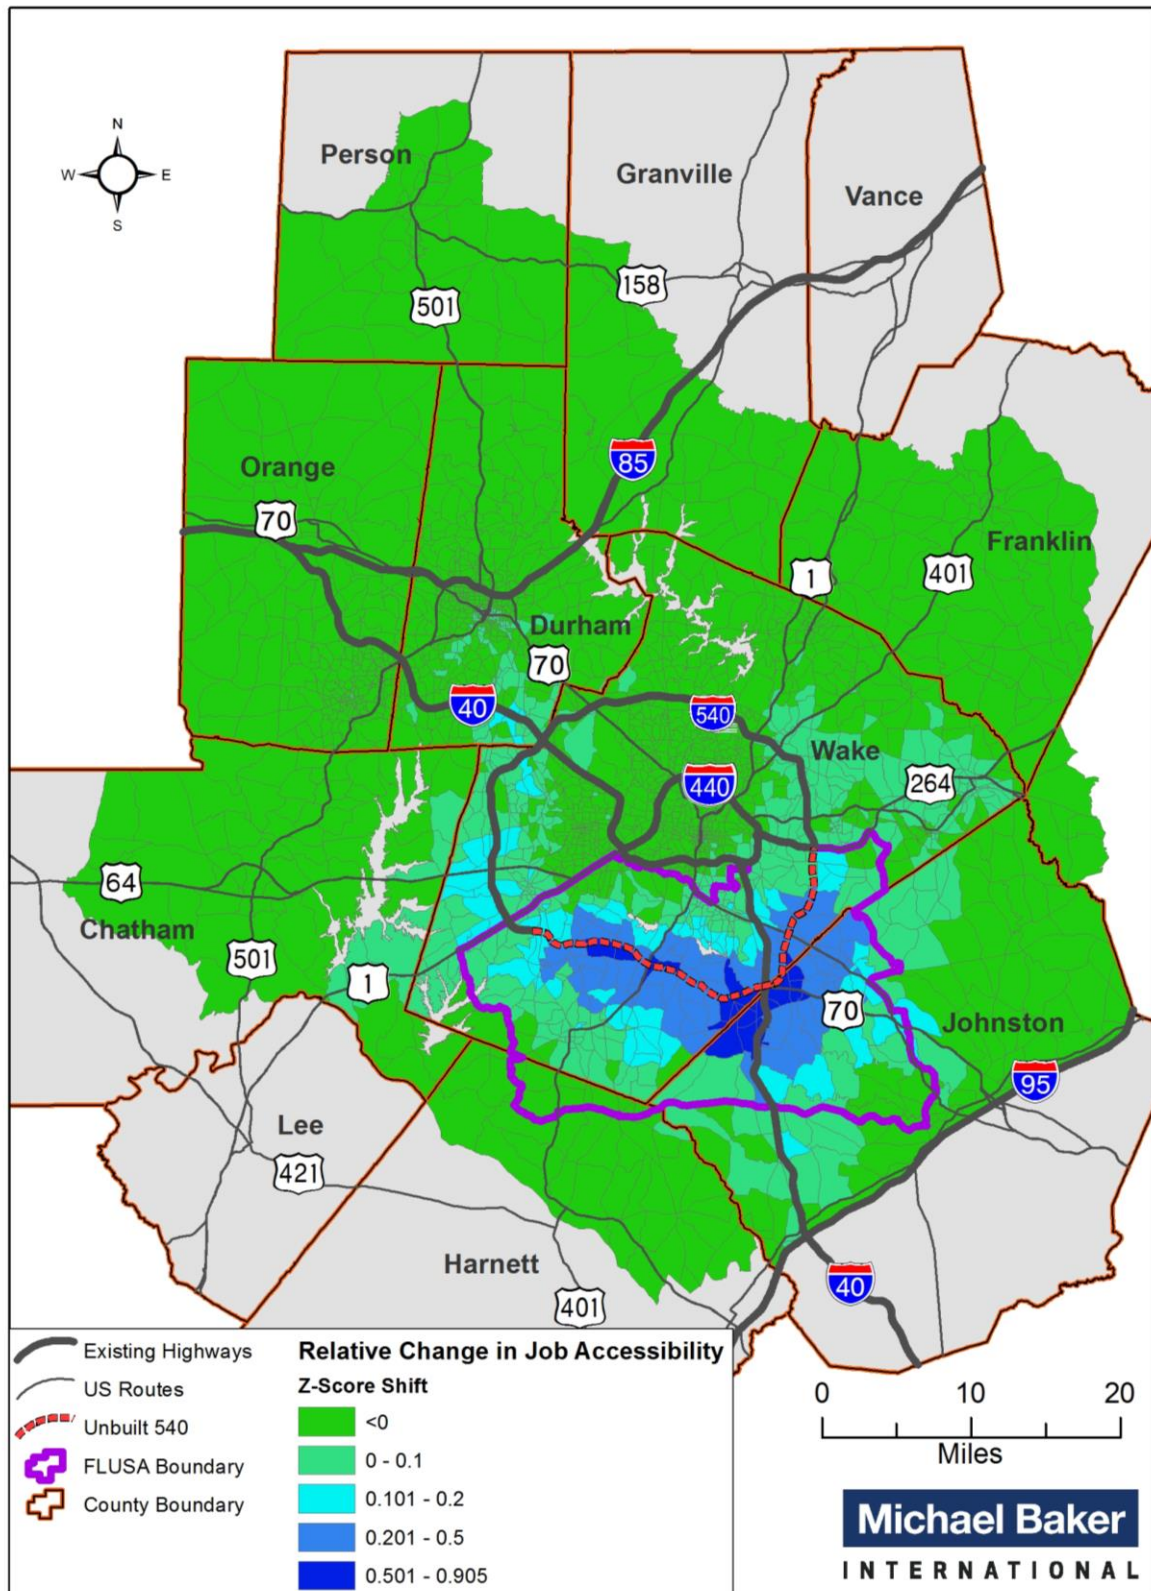 N
W E
S
Person
Granville
Vance
158
501
85
Orange
70
Franklin
1
401
Durham
70
40
540
Wake
440
264
64
Chatham
501
1
70
Johnston
95
Lee
421
Harnett
401
40
Existing Highways
US Routes
Unbuilt 540
FLUSA Boundary
County Boundary
Relative Change in Job Accessibility
Z-Score Shift
<0
0 - 0.1
0.101 - 0.2
0.201 - 0.5
0.501 - 0.905
0 10 20
Miles
Michael Baker
INTERNATIONAL